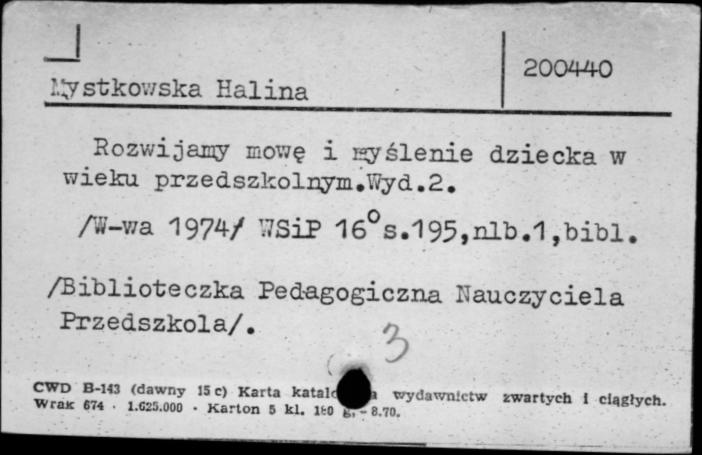 200440
Mystkowska Halina
Rozwijamy mowę i myślenie dziecka w
wieku przedszkolnym.Wyd.2.
/W-wa 1974/ WSiP 16° s.195,nlb.1,bibl.
/Biblioteczka Pedagogiczna Nauczyciela
Przedszkola/.
3
CWD B-143 (dawny 15 c) Karta wydawnictw zwartych i ciągłych.
Wrak 674 · 1.625.000 · Karton 5 kl. 180 g. - 8.70.